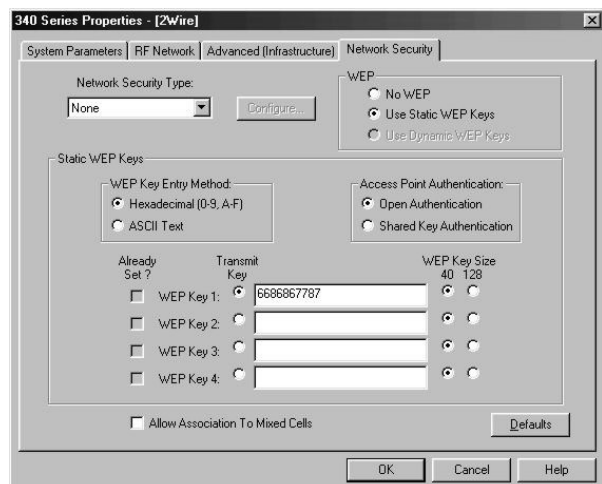 340 Series Properties - [2Wire]
System Parameters RF Network Advanced (Infrastructure) Network Security
Network Security Type:
None
Configure...
WEP
No WEP
Use Static WEP Keys
Use Dynamic WEP Keys
Static WEP Keys
WEP Key Entry Method:
Hexadecimal (0-9, A-F)
ASCII Text
Access Point Authentication:
Open Authentication
Shared Key Authentication
Already Set ?
Transmit Key
WEP Key Size
40 128
WEP Key 1: 6686867787
WEP Key 2:
WEP Key 3:
WEP Key 4:
Allow Association To Mixed Cells
Defaults
OK Cancel Help